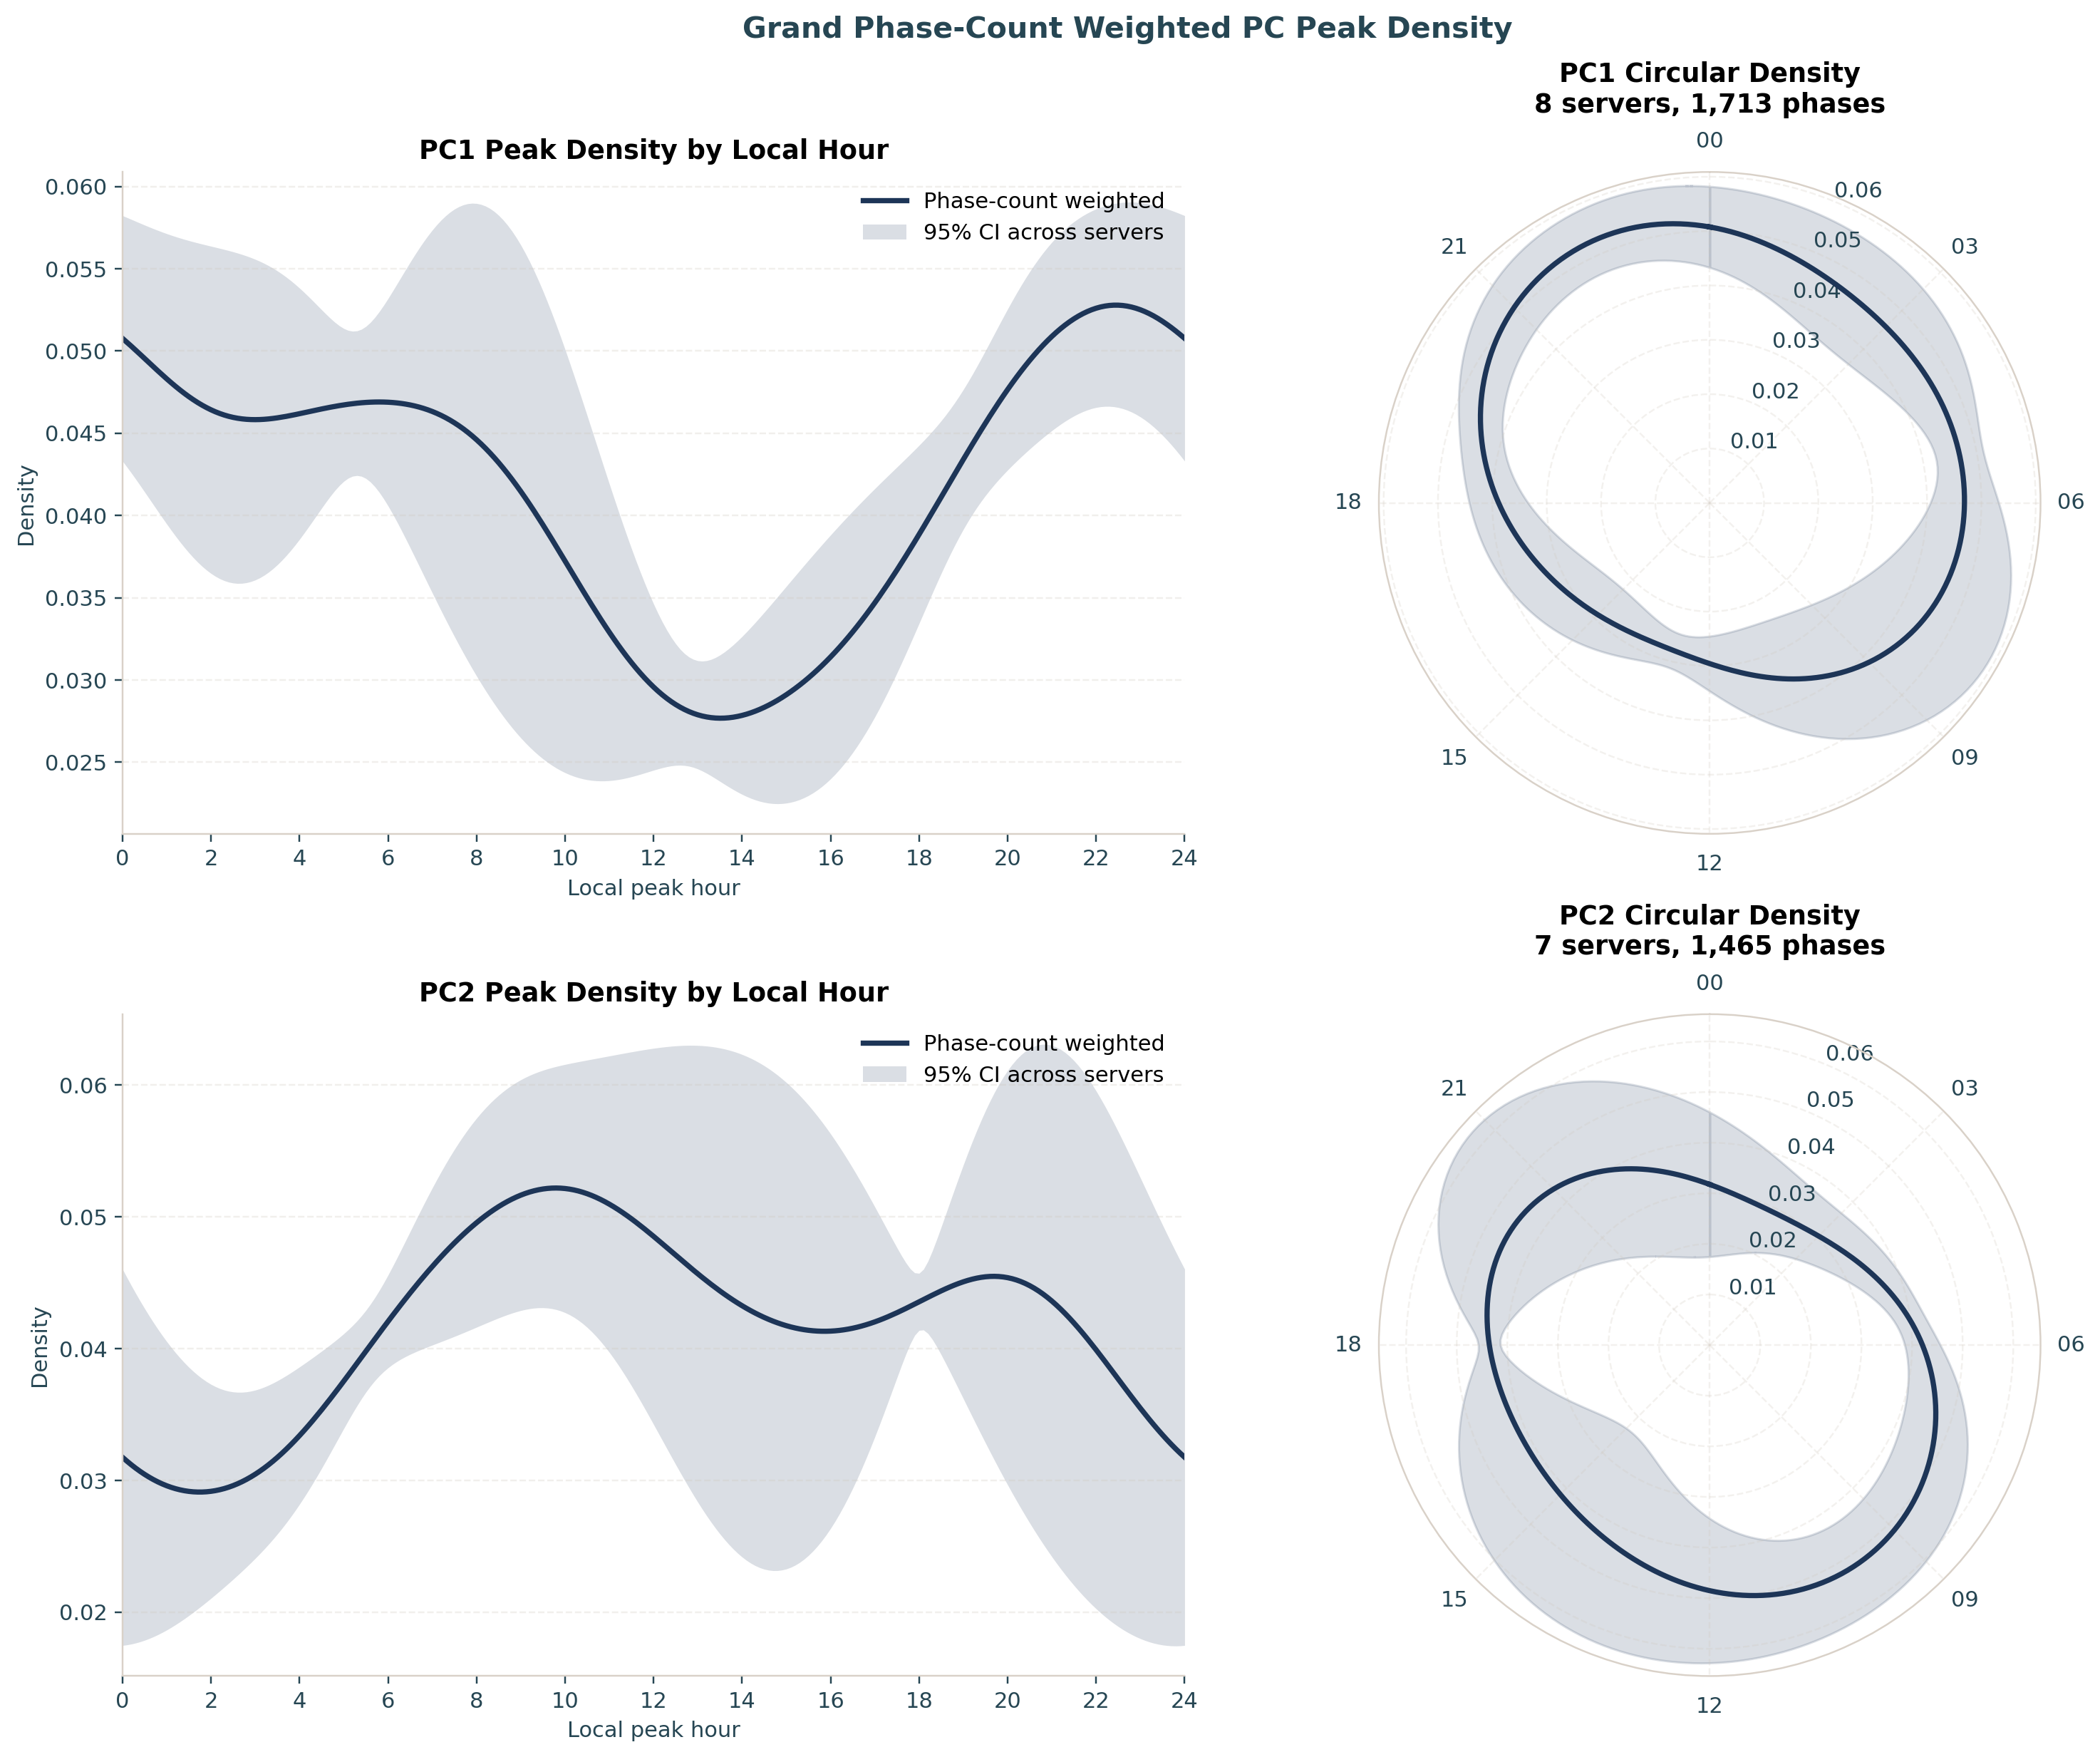 Grand Phase-Count Weighted PC Peak Density
PC1 Peak Density by Local Hour
Phase-count weighted
95% CI across servers
0.060
0.055
0.050
0.045
0.040
0.035
0.030
0.025
Density
0 2 4 6 8 10 12 14 16 18 20 22 24
Local peak hour
PC1 Circular Density
8 servers, 1,713 phases
00
21 03
18 06
15 09
12
0.06
0.05
0.04
0.03
0.02
0.01
PC2 Peak Density by Local Hour
Phase-count weighted
95% CI across servers
0.06
0.05
0.04
0.03
0.02
Density
0 2 4 6 8 10 12 14 16 18 20 22 24
Local peak hour
PC2 Circular Density
7 servers, 1,465 phases
00
21 03
18 06
15 09
12
0.06
0.05
0.04
0.03
0.02
0.01